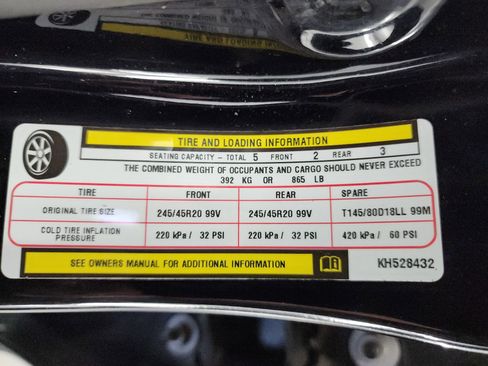 TIRE AND LOADING INFORMATION
SEATING CAPACITY - TOTAL 5 FRONT 2 REAR 3
THE COMBINED WEIGHT OF OCCUPANTS AND CARGO SHOULD NEVER EXCEED
392 KG OR 865 LB
TIRE FRONT REAR SPARE
ORIGINAL TIRE SIZE 245/45R20 99V 245/45R20 99V T145/80D18LL 99M
COLD TIRE INFLATION PRESSURE 220 kPa / 32 PSI 220 kPa / 32 PSI 420 kPa / 60 PSI
SEE OWNERS MANUAL FOR ADDITIONAL INFORMATION KH528432